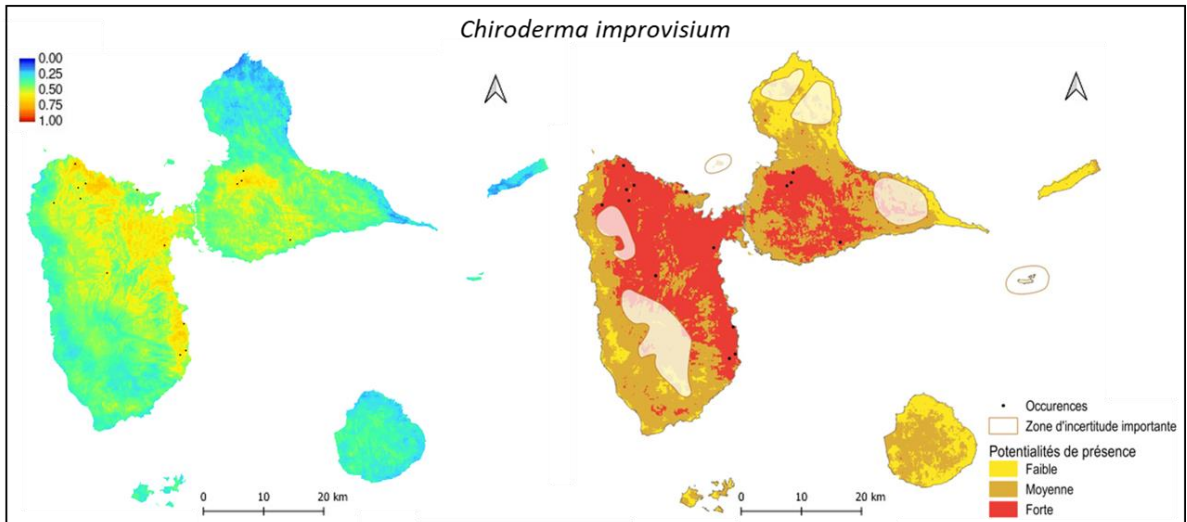 Chiroderma improvisium
0.00
0.25
0.50
0.75
1.00
0 10 20 km
0 10 20 km
Occurences
Zone d'incertitude importante
Potentialités de présence
Faible
Moyenne
Forte